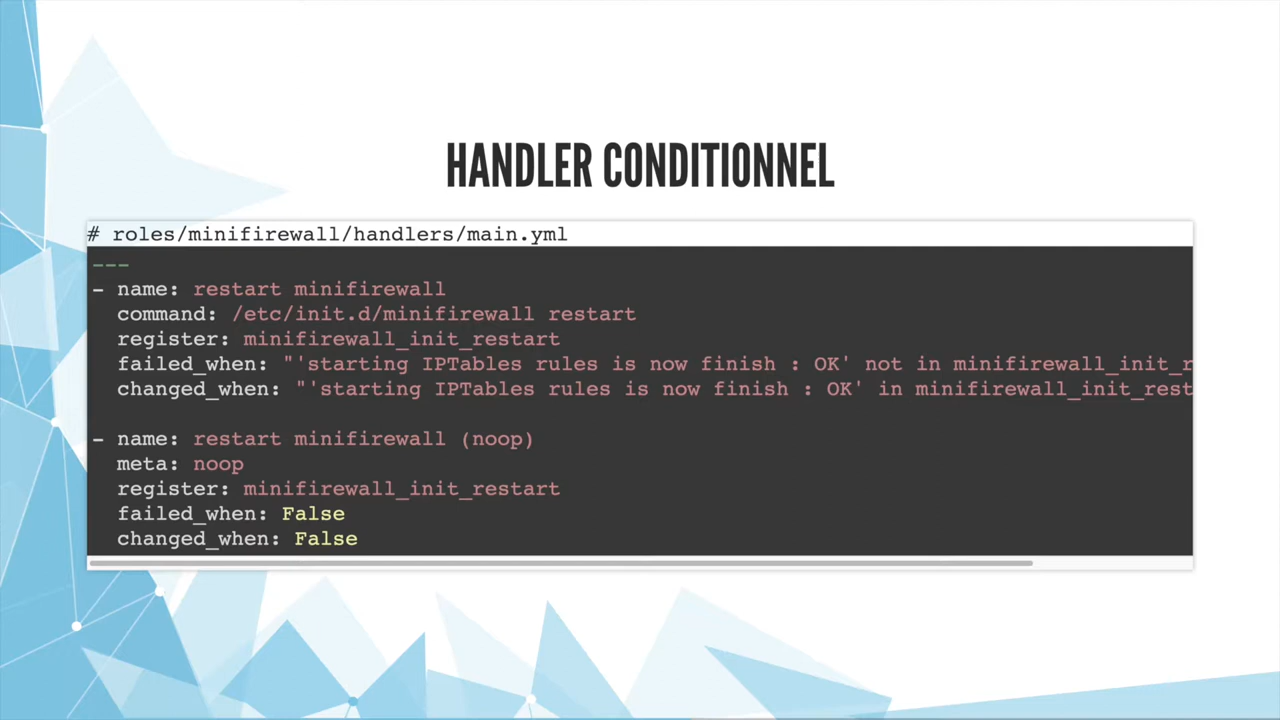 HANDLER CONDITIONNEL
# roles/minifirewall/handlers/main.yml
---
- name: restart minifirewall
  command: /etc/init.d/minifirewall restart
  register: minifirewall_init_restart
  failed_when: "'starting IPTables rules is now finish : OK' not in minifirewall_init_r
  changed_when: "'starting IPTables rules is now finish : OK' in minifirewall_init_rest
- name: restart minifirewall (noop)
  meta: noop
  register: minifirewall_init_restart
  failed_when: False
  changed_when: False